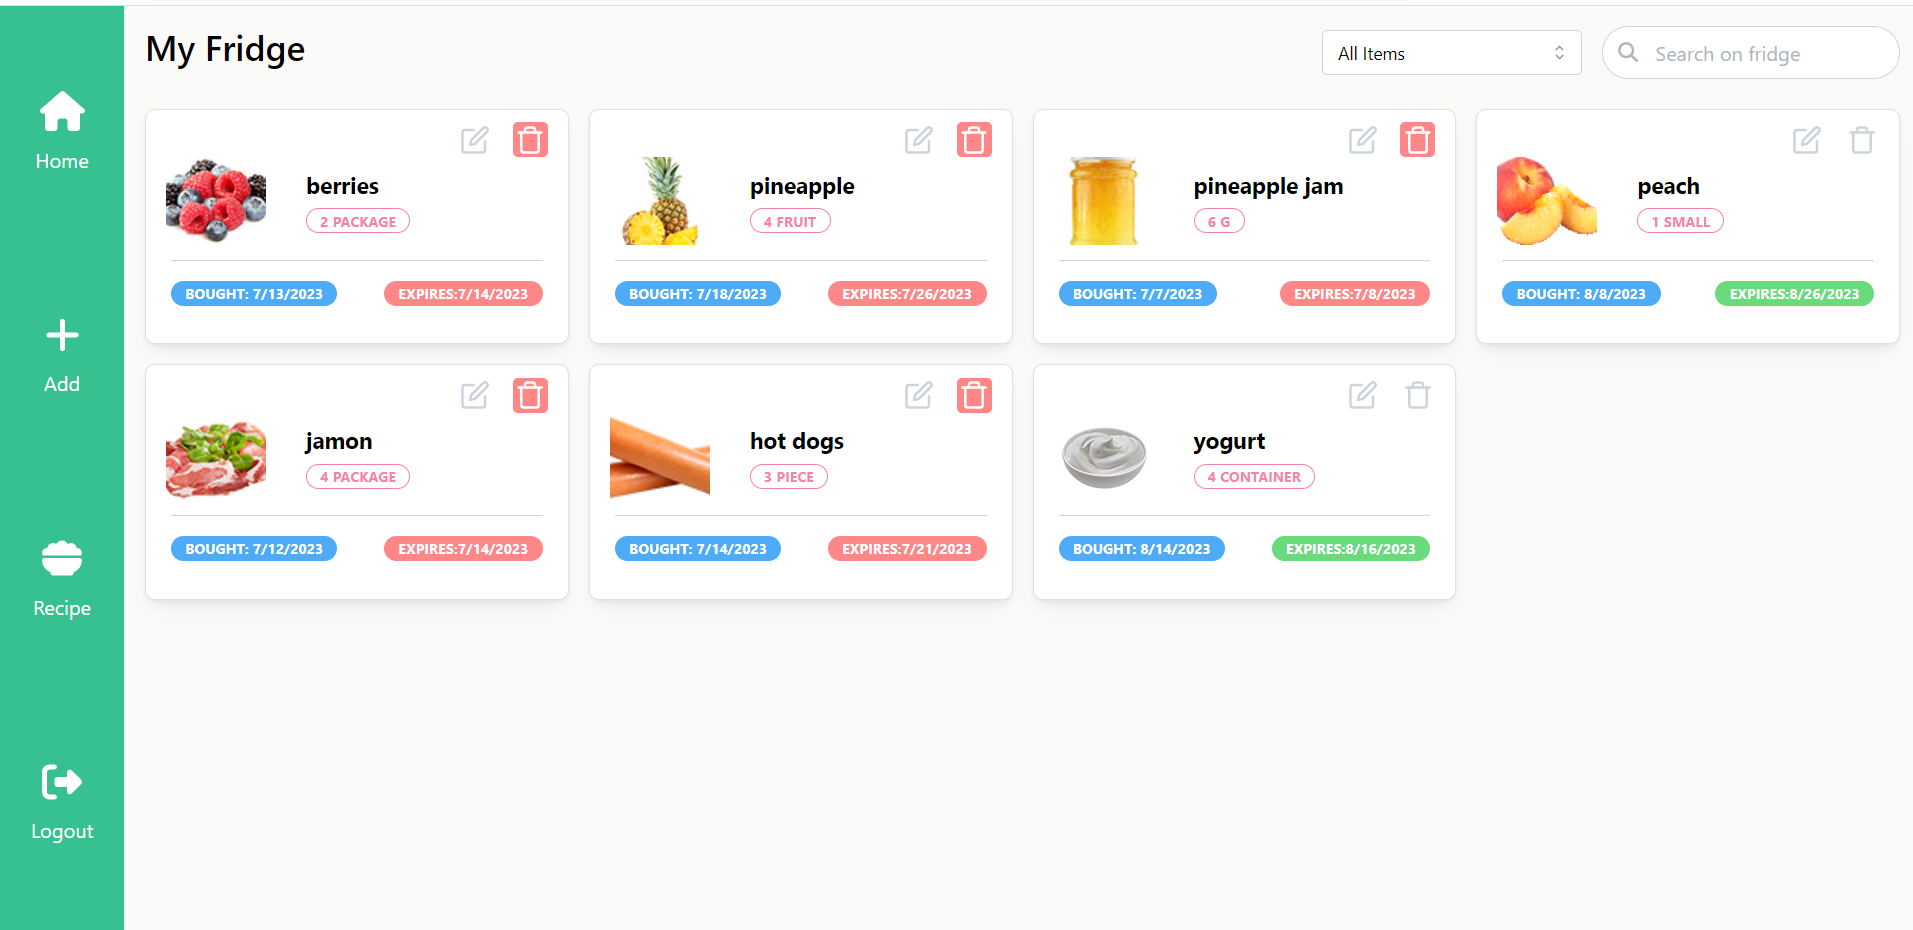 My Fridge
All Items
Search on fridge
Home
Add
Recipe
Logout
berries
2 PACKAGE
BOUGHT: 7/13/2023
EXPIRES:7/14/2023
pineapple
4 FRUIT
BOUGHT: 7/18/2023
EXPIRES:7/26/2023
pineapple jam
6 G
BOUGHT: 7/7/2023
EXPIRES:7/8/2023
peach
1 SMALL
BOUGHT: 8/8/2023
EXPIRES:8/26/2023
jamon
4 PACKAGE
BOUGHT: 7/12/2023
EXPIRES:7/14/2023
hot dogs
3 PIECE
BOUGHT: 7/14/2023
EXPIRES:7/21/2023
yogurt
4 CONTAINER
BOUGHT: 8/14/2023
EXPIRES:8/16/2023